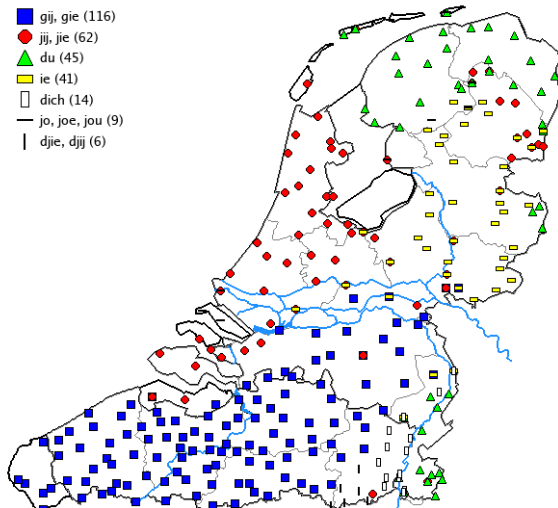 gij, gie (116)
jij, jie (62)
du (45)
ie (41)
dich (14)
jo, joe, jou (9)
djie, djij (6)